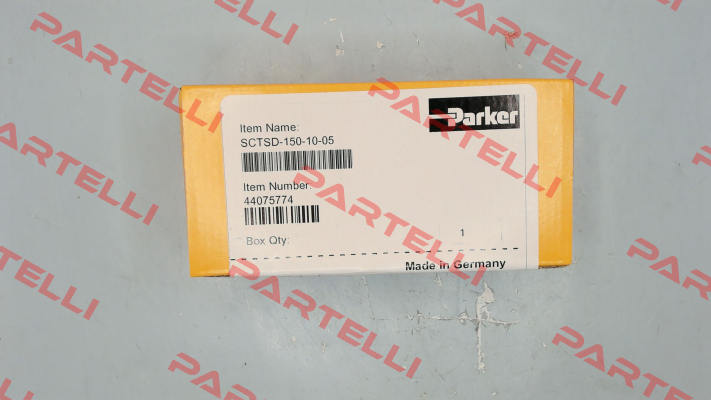 Parker
Item Name:
SCTSD-150-10-05
Item Number:
44075774
Box Qty:
1
Made in Germany
PARTELLI
PARTELLI
PARTELLI
PARTELLI
PARTELLI
PARTELLI
PARTELLI
PARTELLI
PARTELLI